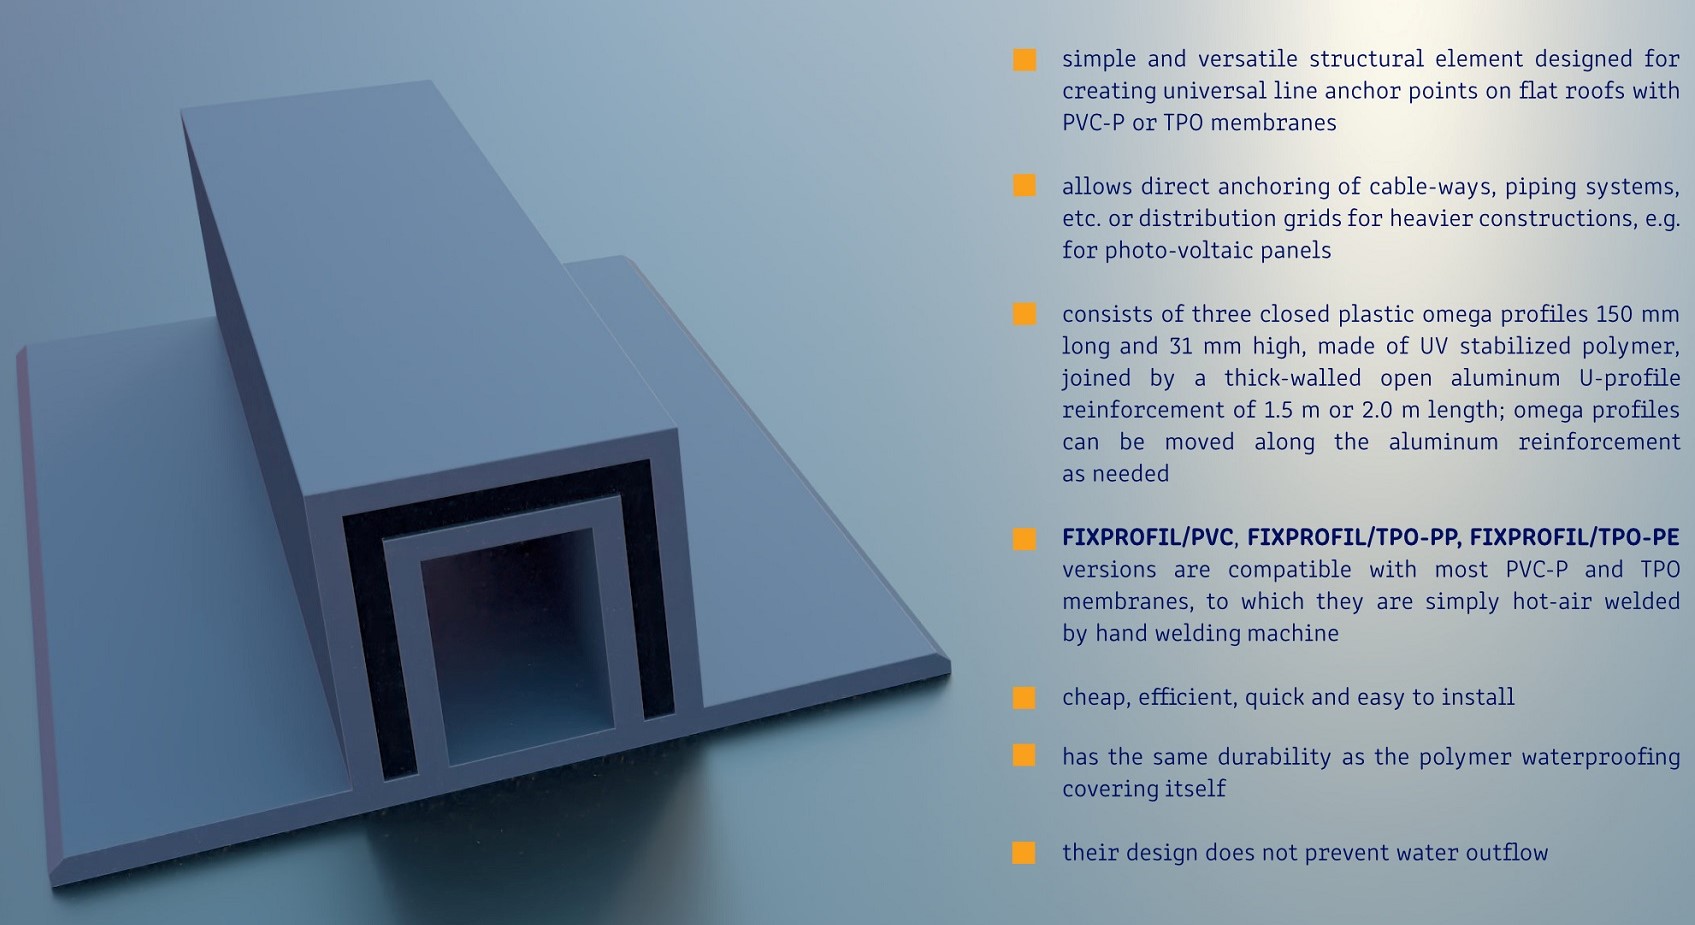 simple and versatile structural element designed for
creating universal line anchor points on flat roofs with
PVC-P or TPO membranes
allows direct anchoring of cable-ways, piping systems,
etc. or distribution grids for heavier constructions, e.g.
for photo-voltaic panels
consists of three closed plastic omega profiles 150 mm
long and 31 mm high, made of UV stabilized polymer,
joined by a thick-walled open aluminum U-profile
reinforcement of 1.5 m or 2.0 m length; omega profiles
can be moved along the aluminum reinforcement
as needed
FIXPROFIL/PVC, FIXPROFIL/TPO-PP, FIXPROFIL/TPO-PE
versions are compatible with most PVC-P and TPO
membranes, to which they are simply hot-air welded
by hand welding machine
cheap, efficient, quick and easy to install
has the same durability as the polymer waterproofing
covering itself
their design does not prevent water outflow